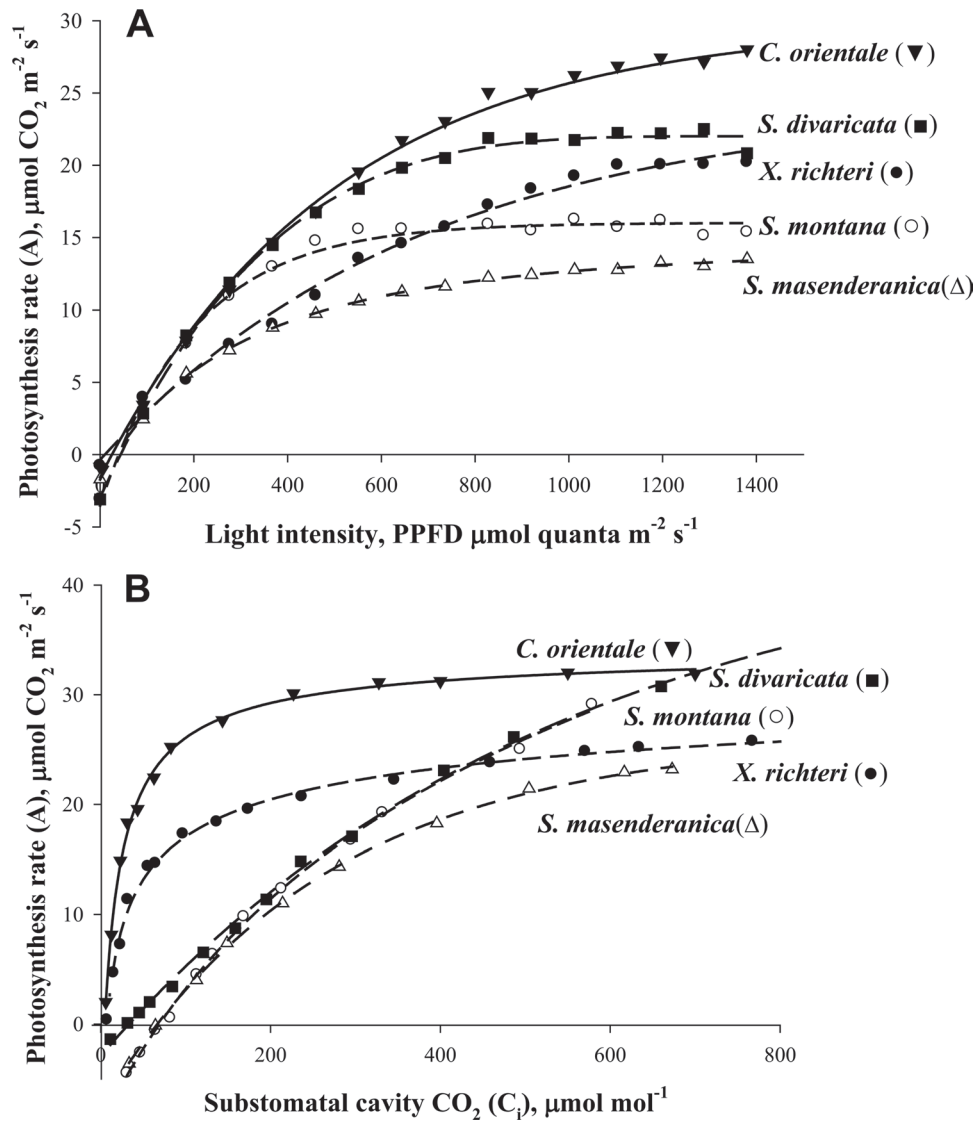 A
Photosynthesis rate (A), μmol CO₂ m⁻² s⁻¹
30
25
20
15
10
5
0
-5
200 400 600 800 1000 1200 1400
C. orientale (▼)
S. divaricata (■)
X. richteri (●)
S. montana (○)
S. masenderanica(Δ)
Light intensity, PPFD μmol quanta m⁻² s⁻¹
B
Photosynthesis rate (A), μmol CO₂ m⁻² s⁻¹
40
30
20
10
0
0 200 400 600 800
C. orientale (▼)
S. divaricata (■)
S. montana (○)
X. richteri (●)
S. masenderanica(Δ)
Substomatal cavity CO₂ (Cᵢ), μmol mol⁻¹